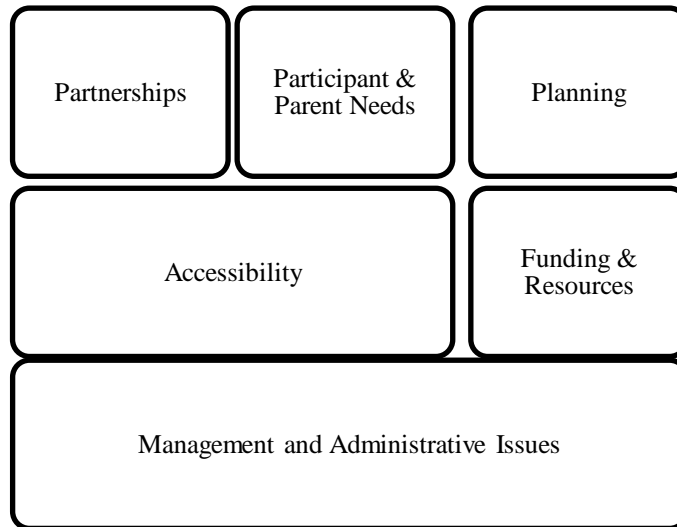 Partnerships
Participant &
Parent Needs
Planning
Accessibility
Funding &
Resources
Management and Administrative Issues